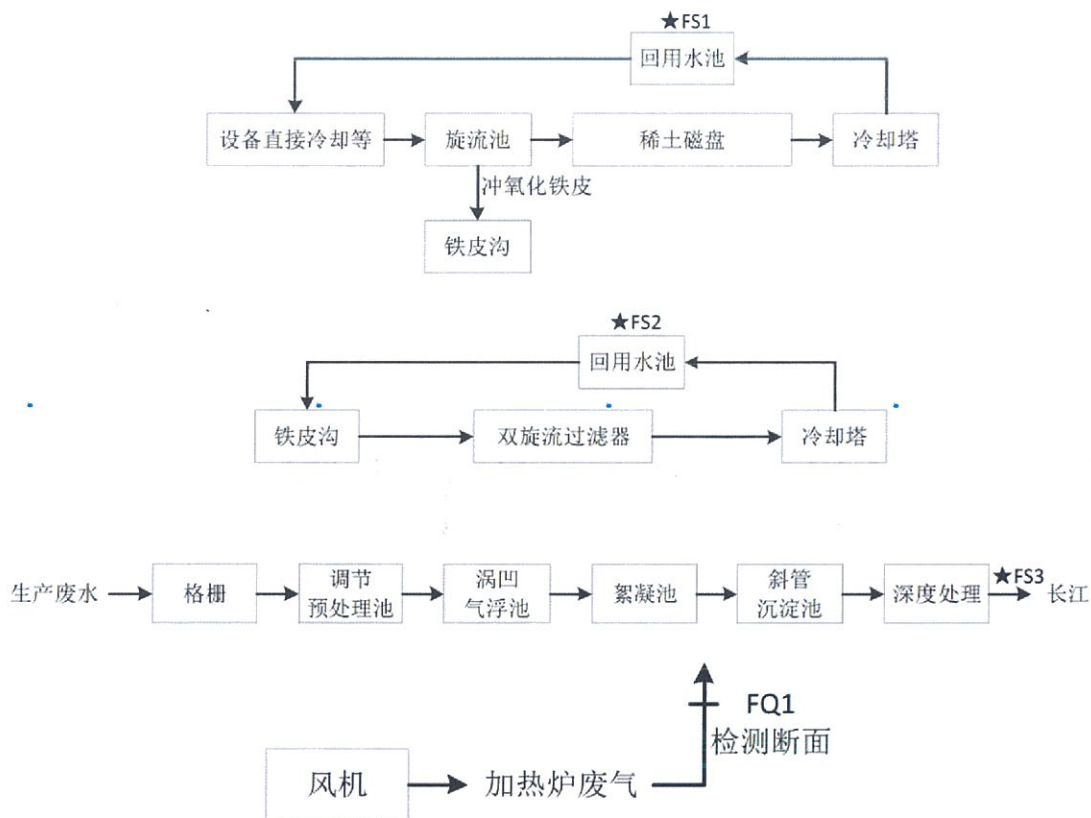 ★FS1
回用水池
设备直接冷却等
旋流池
稀土磁盘
冷却塔
冲氧化铁皮
铁皮沟
★FS2
回用水池
铁皮沟
双旋流过滤器
冷却塔
生产废水
格栅
调节
预处理池
涡凹
气浮池
絮凝池
斜管
沉淀池
深度处理
★FS3
长江
FQ1
检测断面
风机
加热炉废气